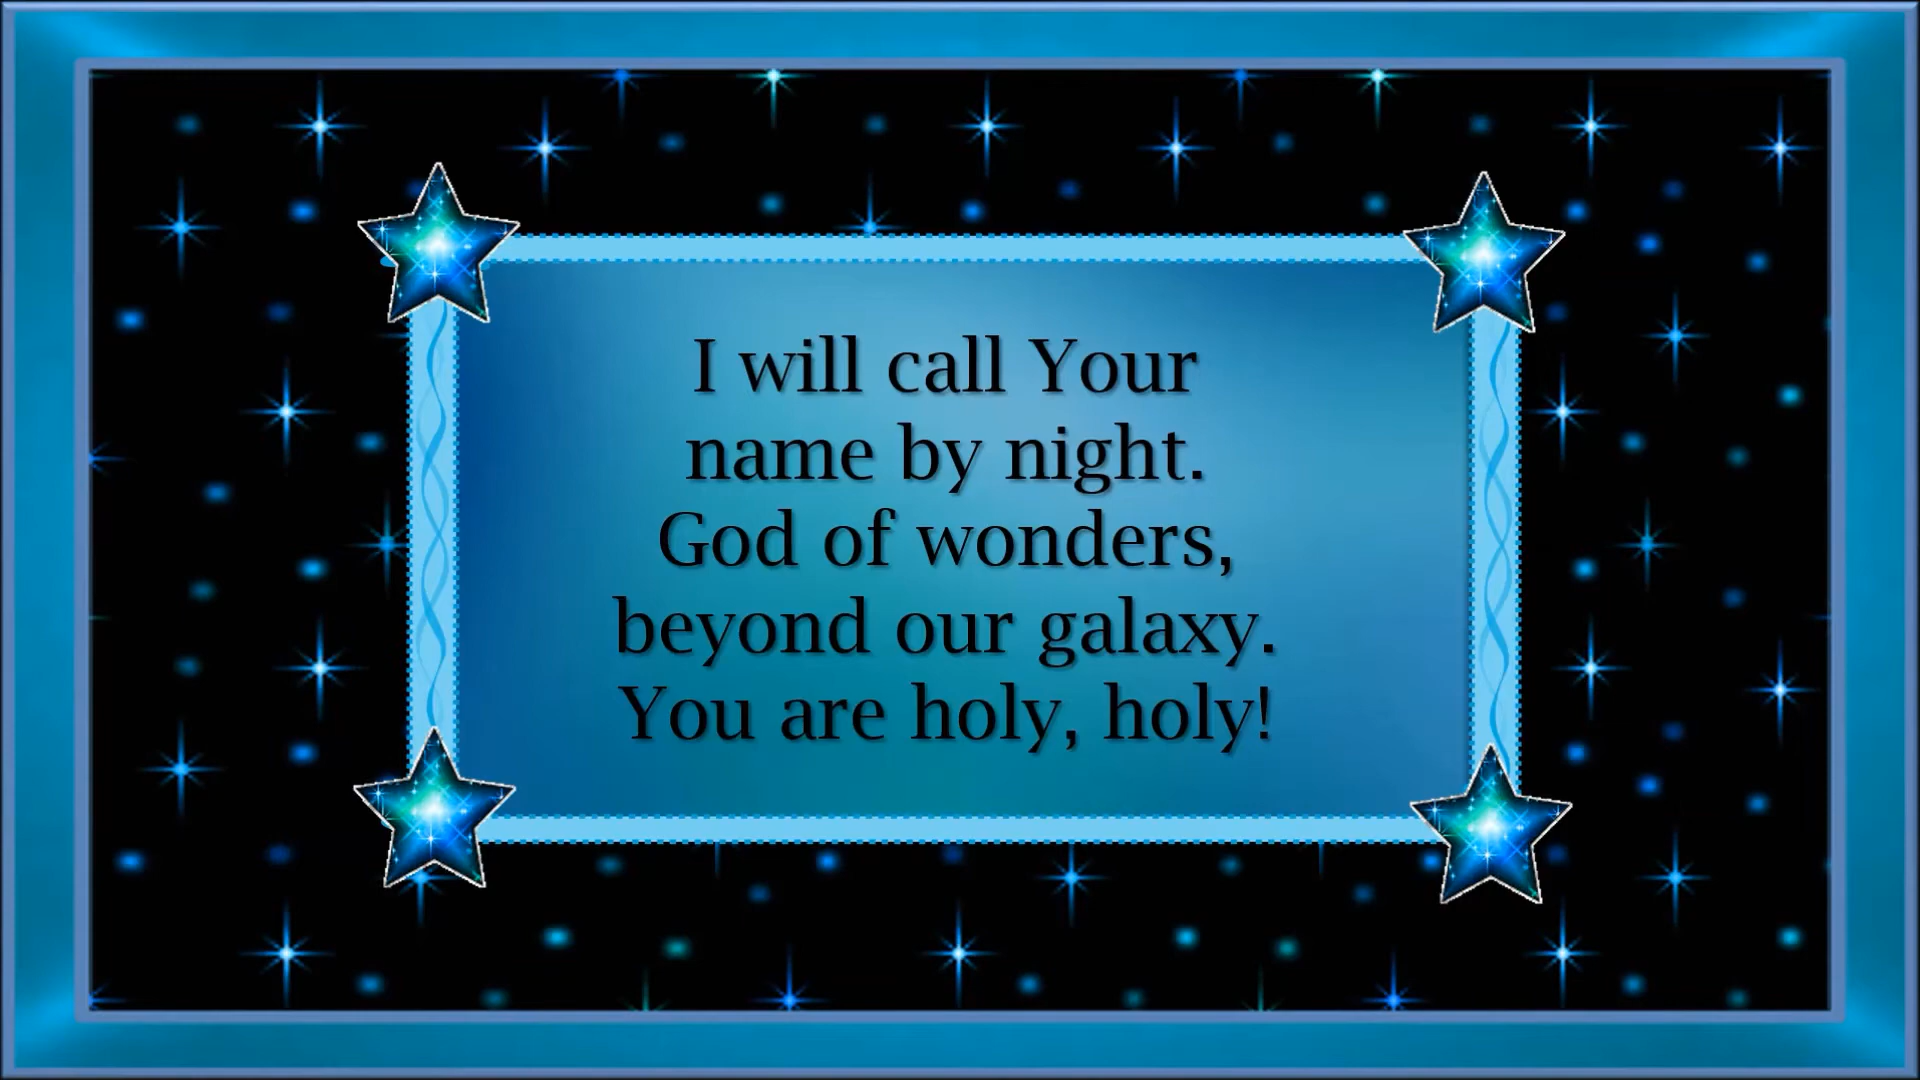 I will call Your
name by night.
God of wonders,
beyond our galaxy.
You are holy, holy!